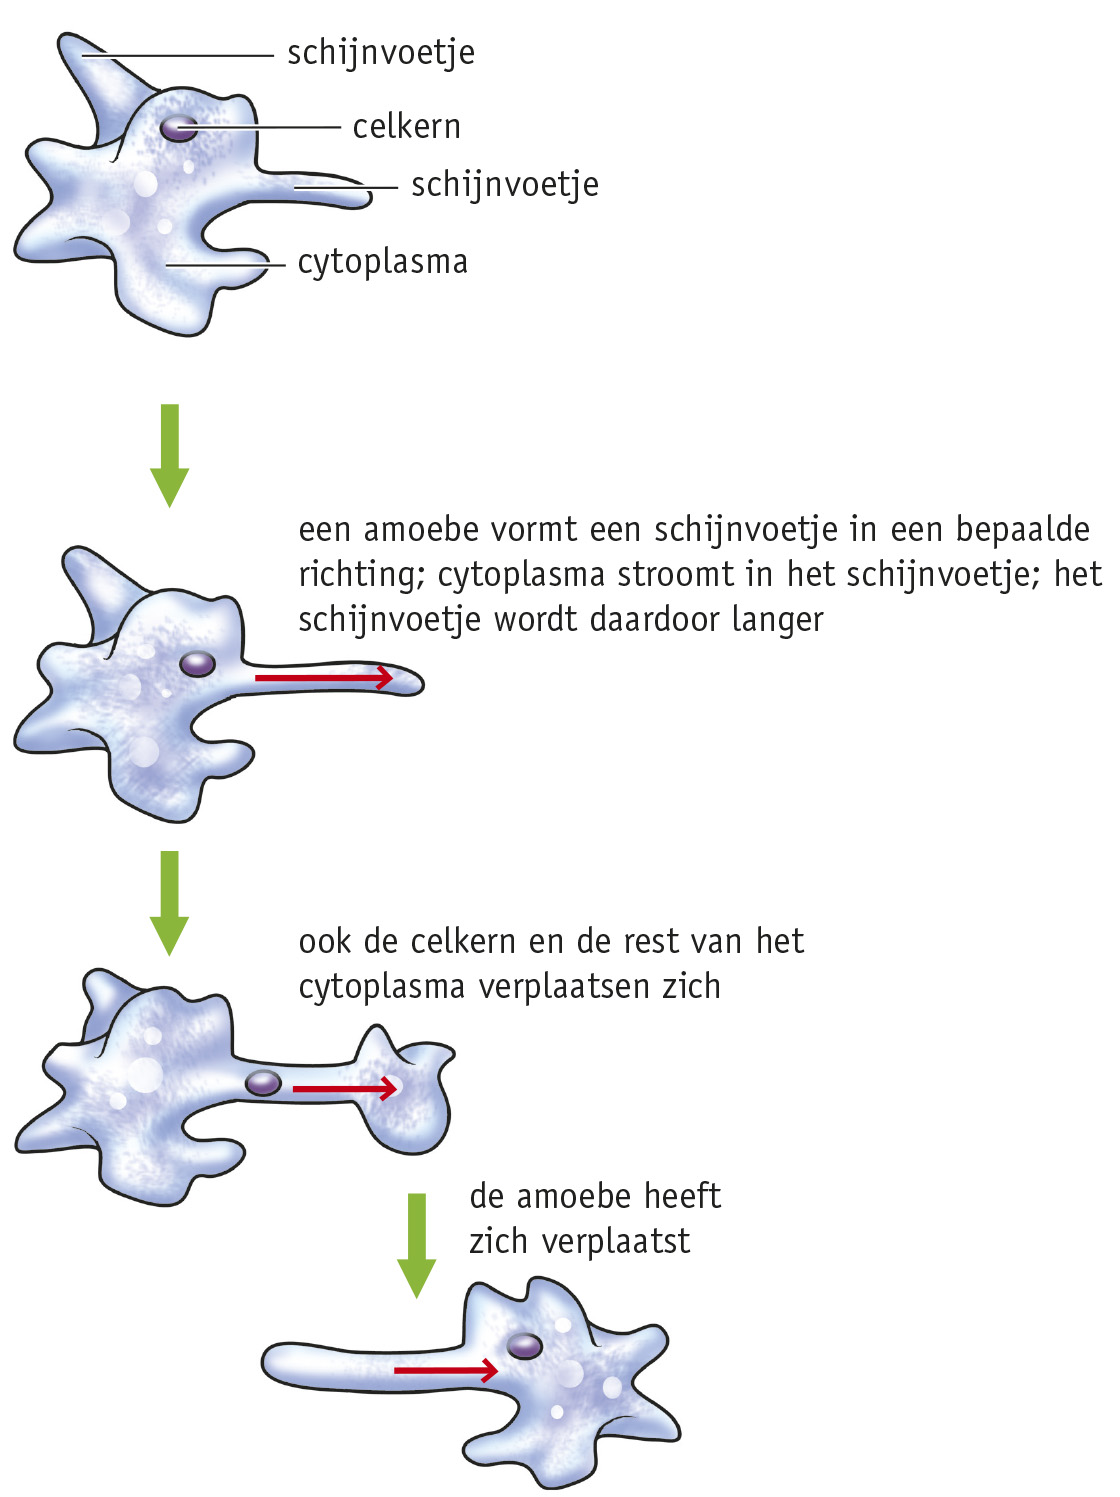 schijnvoetje
celkern
schijnvoetje
cytoplasma
een amoebe vormt een schijnvoetje in een bepaalde
richting; cytoplasma stroomt in het schijnvoetje; het
schijnvoetje wordt daardoor langer
ook de celkern en de rest van het
cytoplasma verplaatsen zich
de amoebe heeft
zich verplaatst